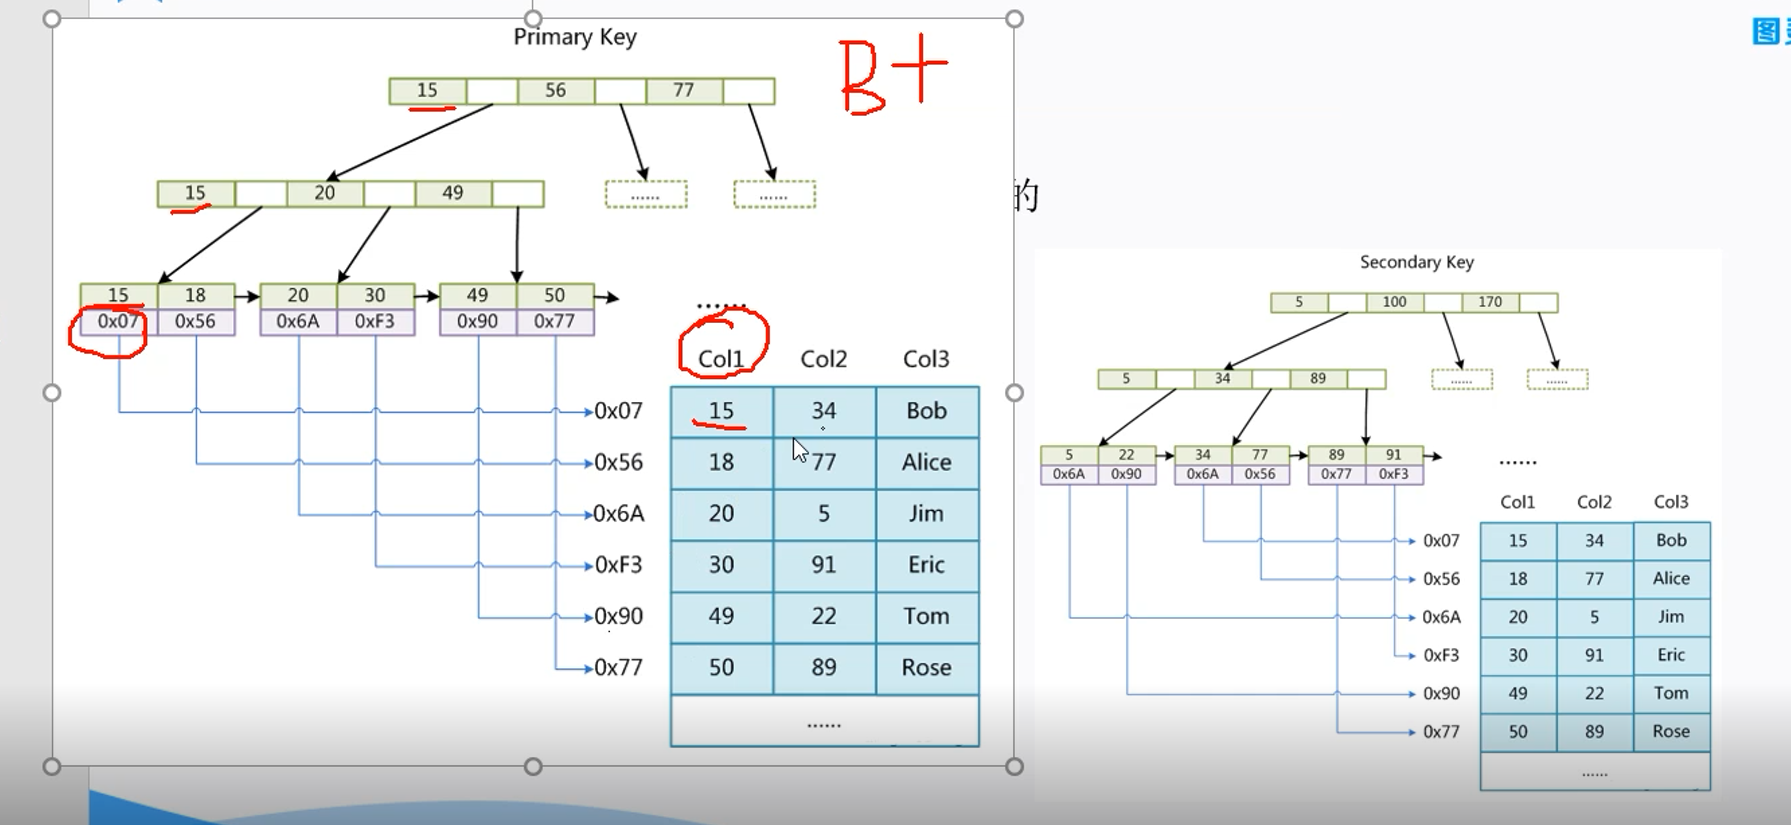 Primary Key
B+
15 56 77
15 20 49
...... ......
15 18 20 30 49 50
0x07 0x56 0x6A 0xF3 0x90 0x77
......
Col1 Col2 Col3
0x07 15 34 Bob
0x56 18 77 Alice
0x6A 20 5 Jim
0xF3 30 91 Eric
0x90 49 22 Tom
0x77 50 89 Rose
......
图
的
Secondary Key
5 100 170
5 34 89
...... ......
5 22 34 77 89 91
0x6A 0x90 0x6A 0x56 0x77 0xF3
......
Col1 Col2 Col3
0x07 15 34 Bob
0x56 18 77 Alice
0x6A 20 5 Jim
0xF3 30 91 Eric
0x90 49 22 Tom
0x77 50 89 Rose
......